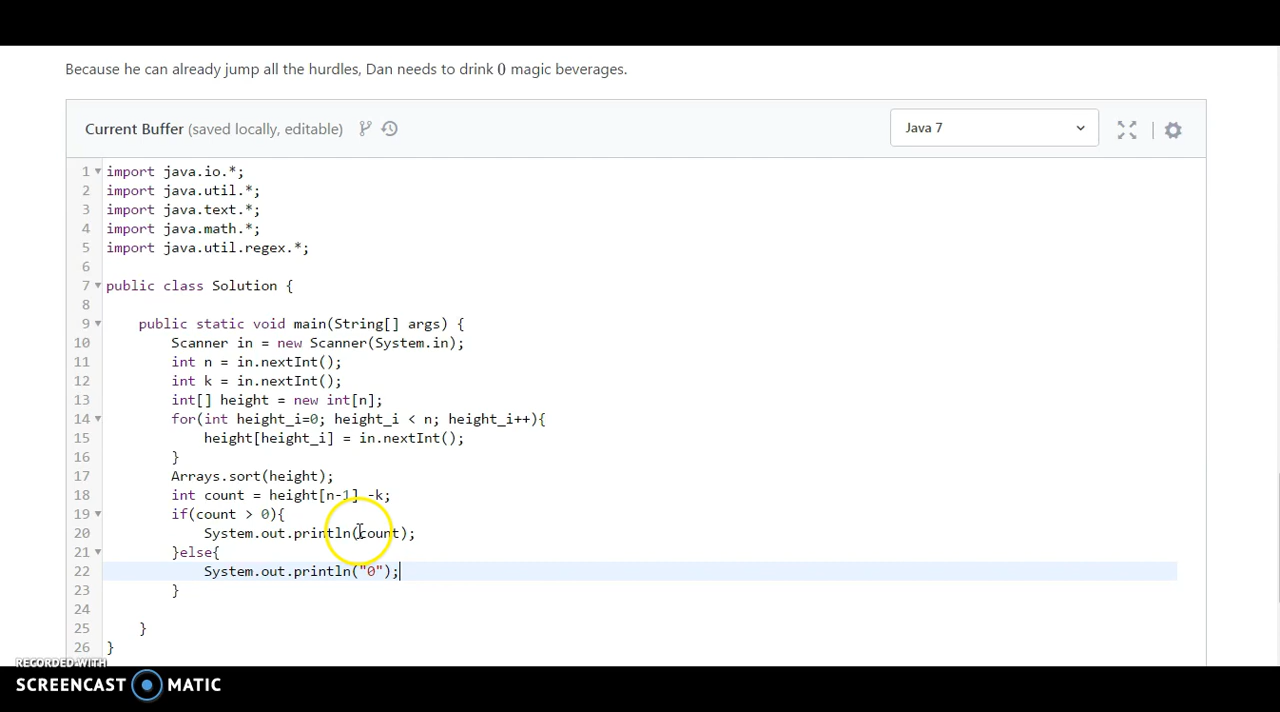 Because he can already jump all the hurdles, Dan needs to drink 0 magic beverages.
Current Buffer (saved locally, editable)
Java 7
1 import java.io.*;
2 import java.util.*;
3 import java.text.*;
4 import java.math.*;
5 import java.util.regex.*;
6
7 public class Solution {
8
9 public static void main(String[] args) {
10 Scanner in = new Scanner(System.in);
11 int n = in.nextInt();
12 int k = in.nextInt();
13 int[] height = new int[n];
14 for(int height_i=0; height_i < n; height_i++){
15 height[height_i] = in.nextInt();
16 }
17 Arrays.sort(height);
18 int count = height[n-1] -k;
19 if(count > 0){
20 System.out.println(count);
21 }else{
22 System.out.println("0");
23 }
24
25 }
26 }
RECORDED WITH
SCREENCAST MATIC